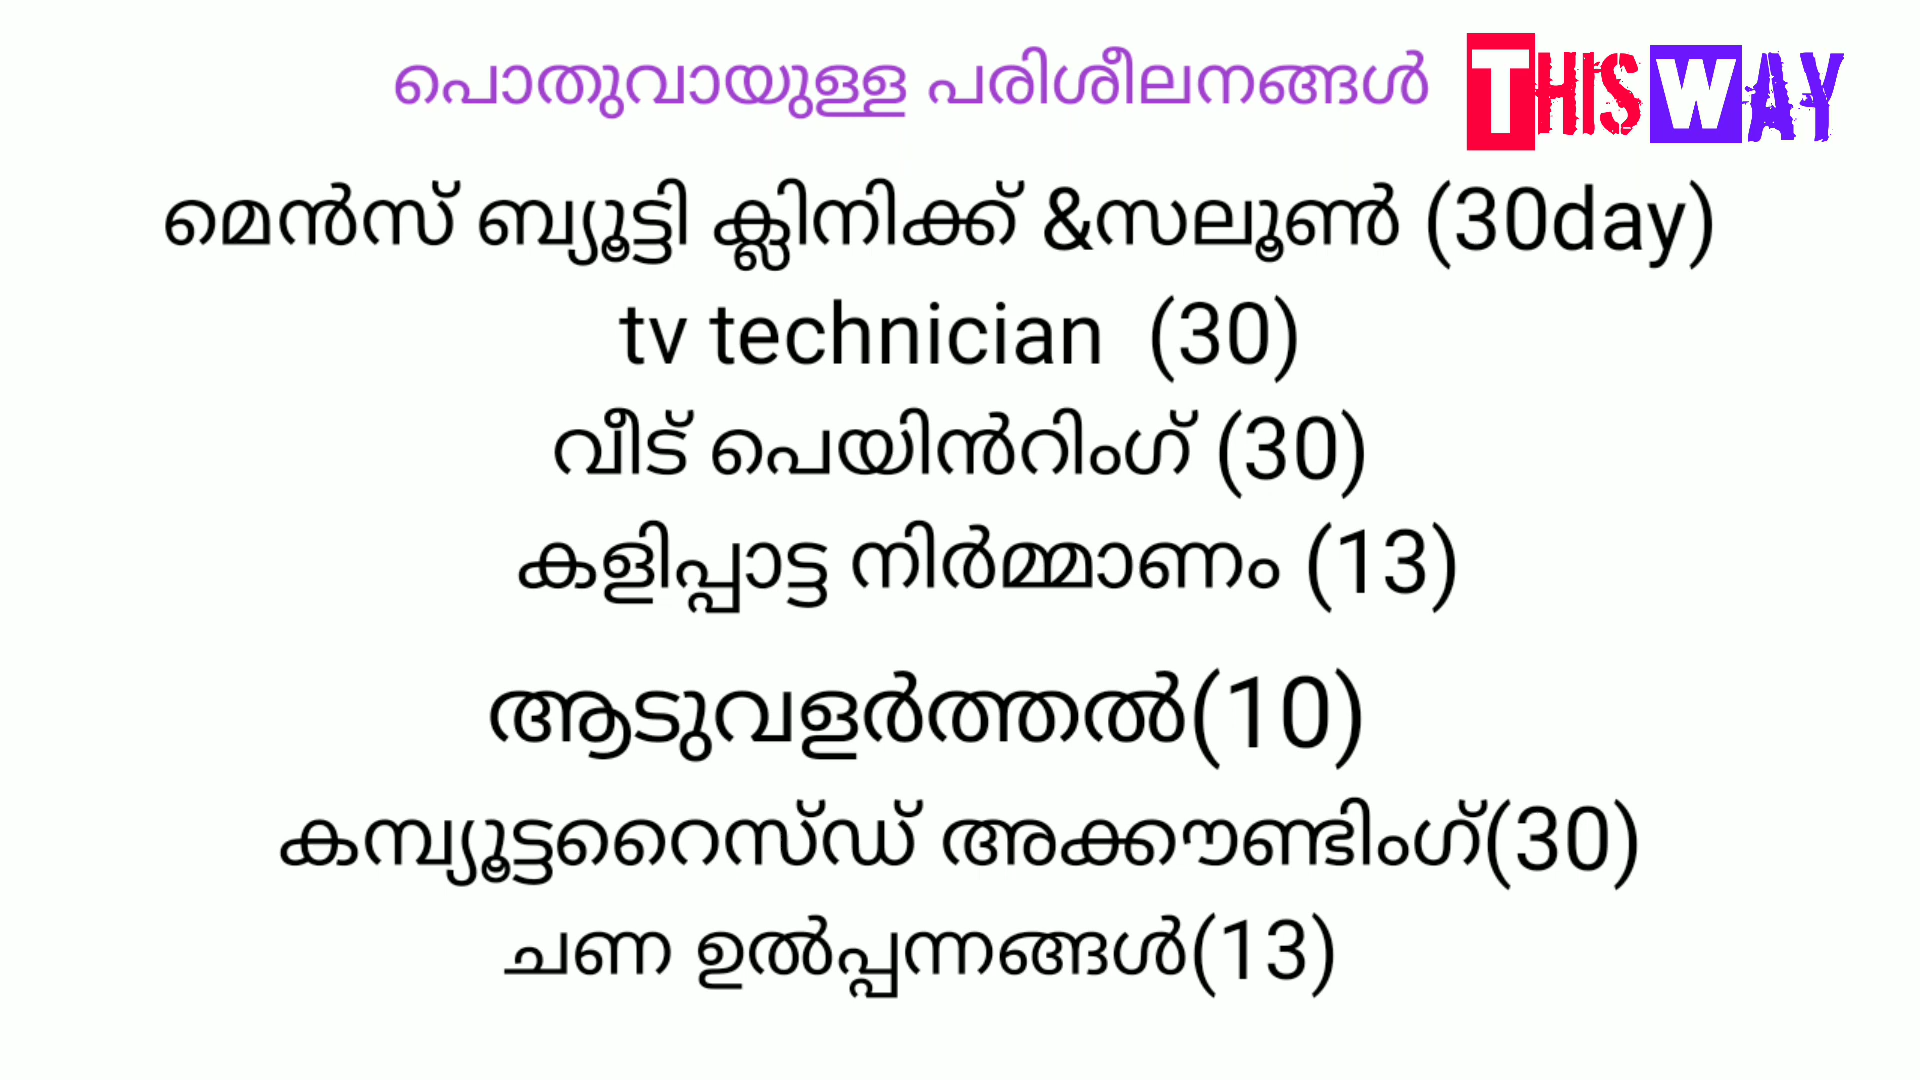 പൊതുവായുള്ള പരിശീലനങ്ങൾ THIS WAY
മെൻസ് ബ്യൂട്ടി ക്ലിനിക്ക് &സലൂൺ (30day)
tv technician (30)
വീട് പെയിൻറിംഗ് (30)
കളിപ്പാട്ട നിർമ്മാണം (13)
ആടുവളർത്തൽ(10)
കമ്പ്യൂട്ടറൈസ്ഡ് അക്കൗണ്ടിംഗ്(30)
ചണ ഉൽപ്പന്നങ്ങൾ(13)